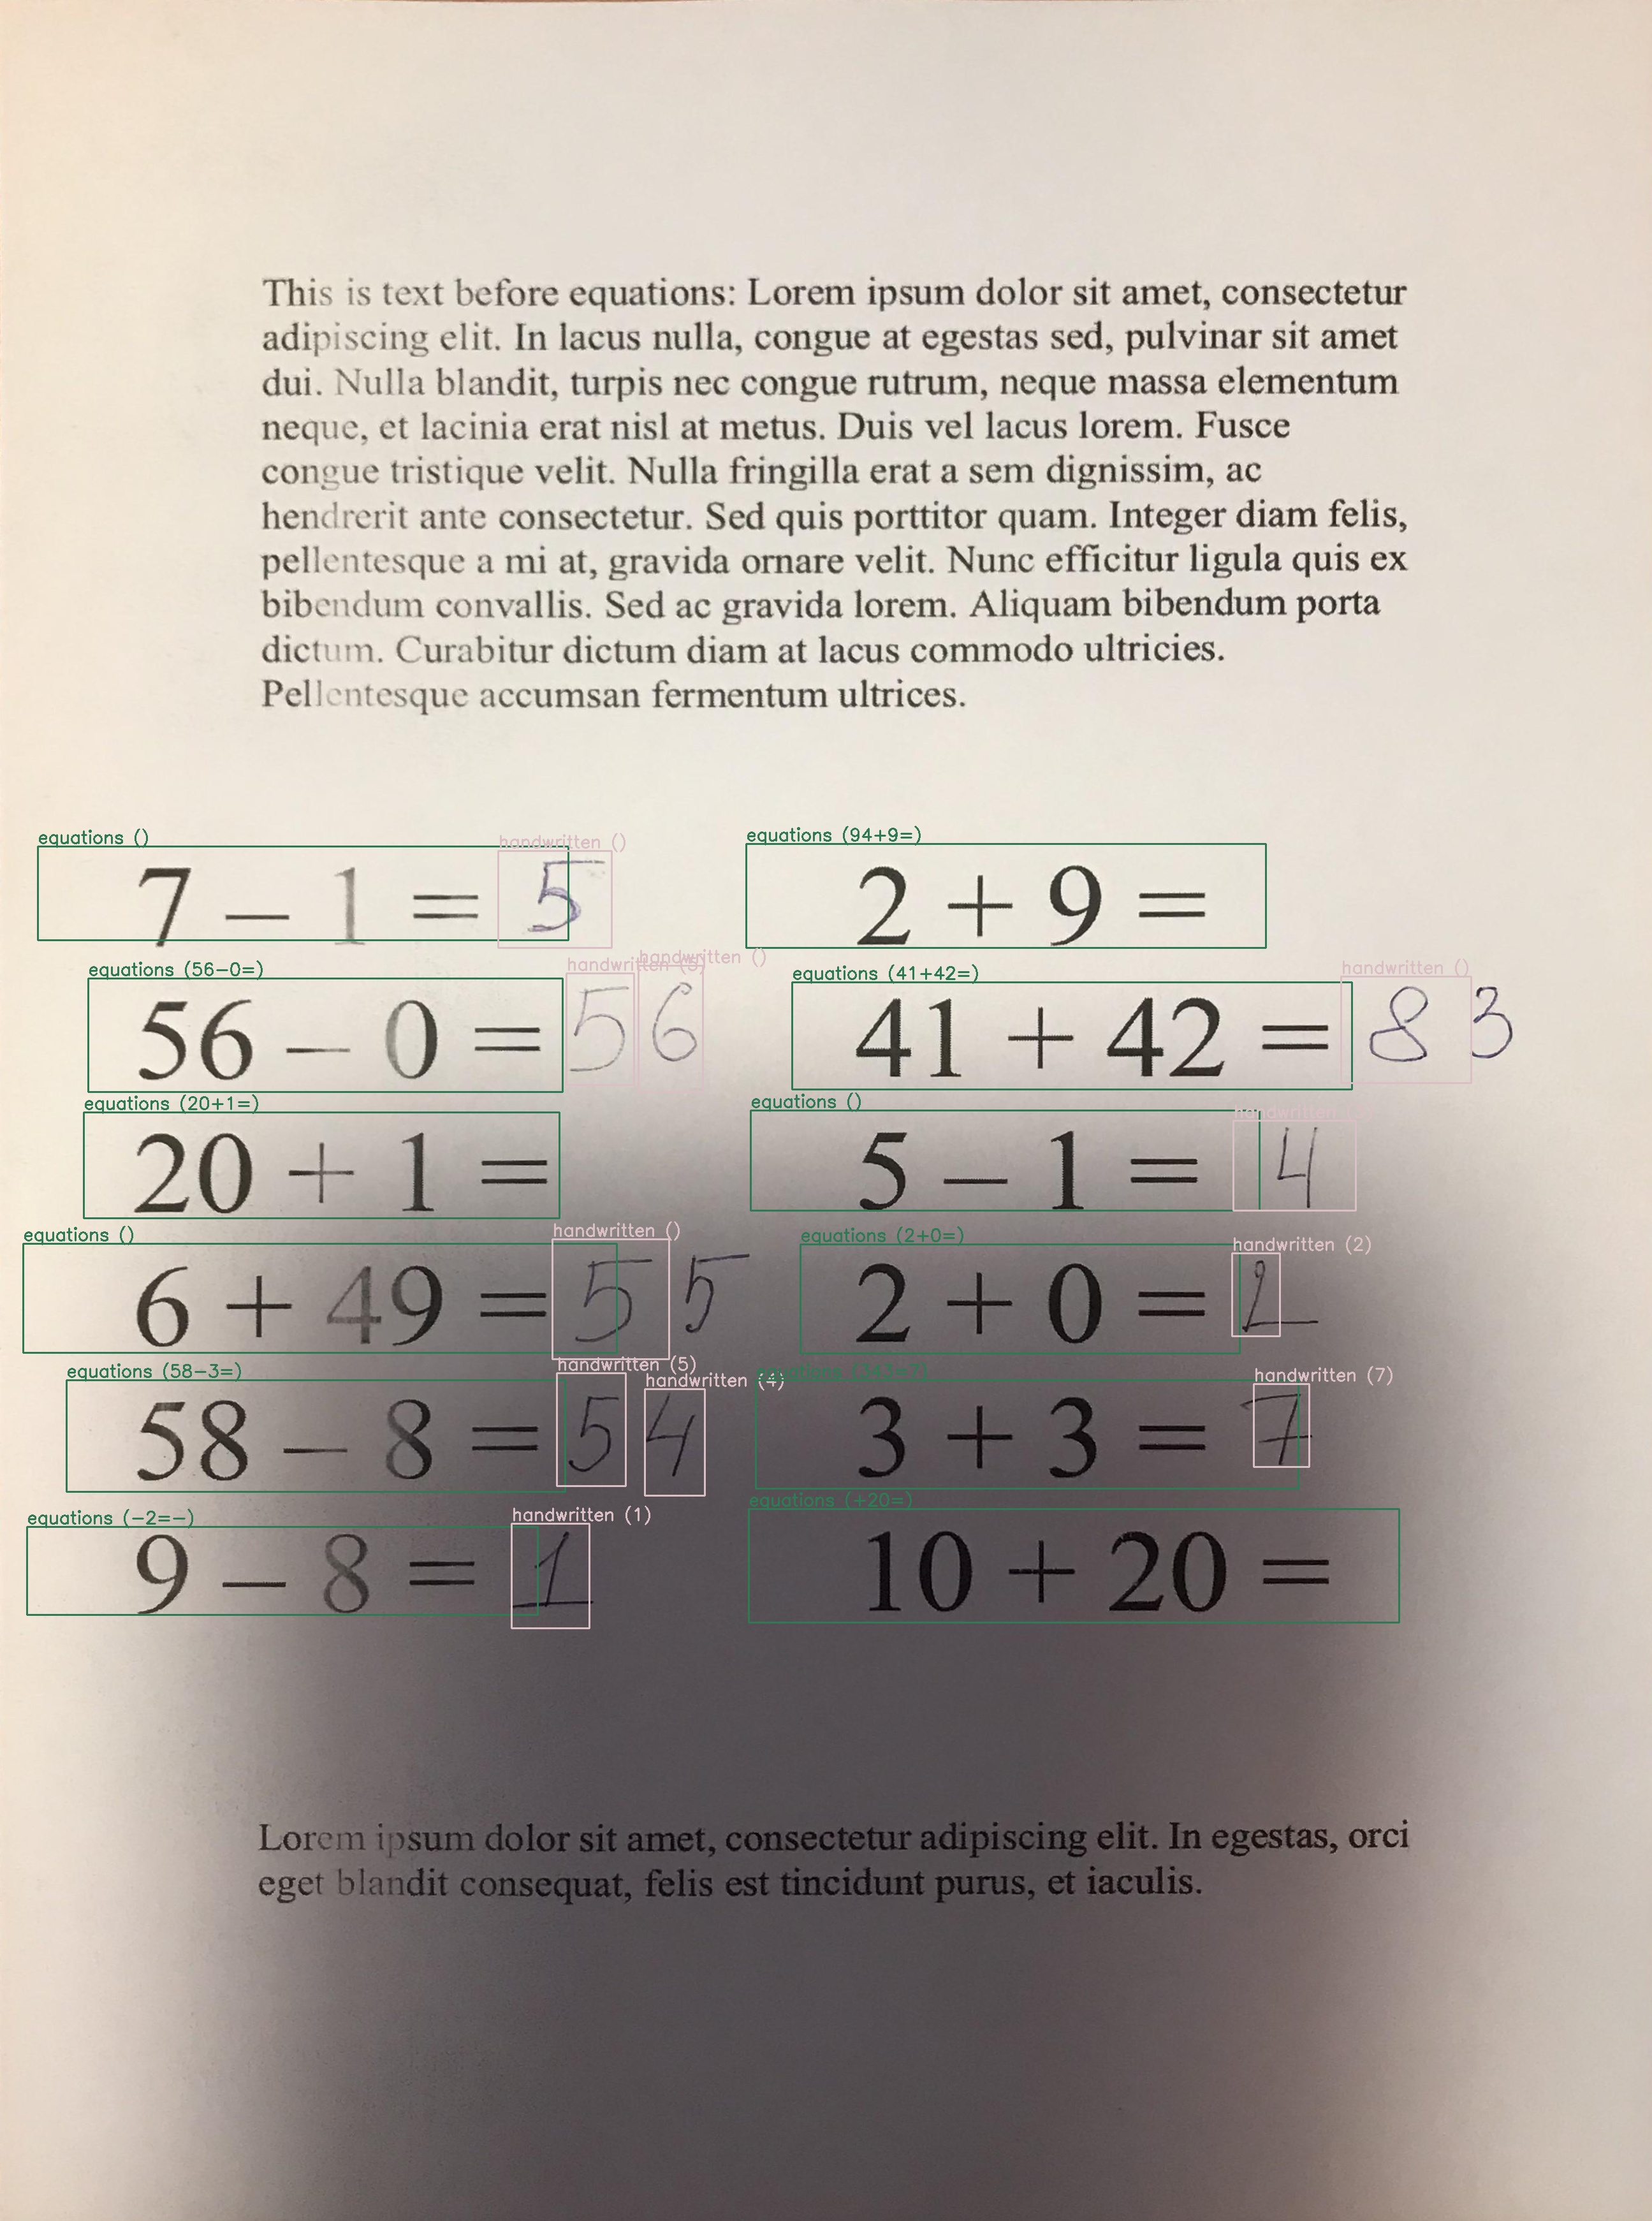 This is text before equations: Lorem ipsum dolor sit amet, consectetur
adipiscing elit. In lacus nulla, congue at egestas sed, pulvinar sit amet
dui. Nulla blandit, turpis nec congue rutrum, neque massa elementum
neque, et lacinia erat nisl at metus. Duis vel lacus lorem. Fusce
congue tristique velit. Nulla fringilla erat a sem dignissim, ac
hendrerit ante consectetur. Sed quis porttitor quam. Integer diam felis,
pellentesque a mi at, gravida ornare velit. Nunc efficitur ligula quis ex
bibendum convallis. Sed ac gravida lorem. Aliquam bibendum porta
dictum. Curabitur dictum diam at lacus commodo ultricies.
Pellentesque accumsan fermentum ultrices.
equations () handwritten () equations (94+9=)
7 – 1 = 5 2 + 9 =
equations (56-0=) handwritten (5) handwritten () equations (41+42=) handwritten ()
56 – 0 = 56 41 + 42 = 83
equations (20+1=) equations () handwritten
20 + 1 = 5 – 1 = 4
equations () handwritten () equations (2+0=) handwritten (2)
6 + 49 = 55 2 + 0 = 2
equations (58-3=) handwritten (5) handwritten (4) equations (343=7) handwritten (7)
58 – 8 = 54 3 + 3 = 7
equations (-2=-) handwritten (1) equations (+20=)
9 – 8 = 1 10 + 20 =
Lorem ipsum dolor sit amet, consectetur adipiscing elit. In egestas, orci
eget blandit consequat, felis est tincidunt purus, et iaculis.